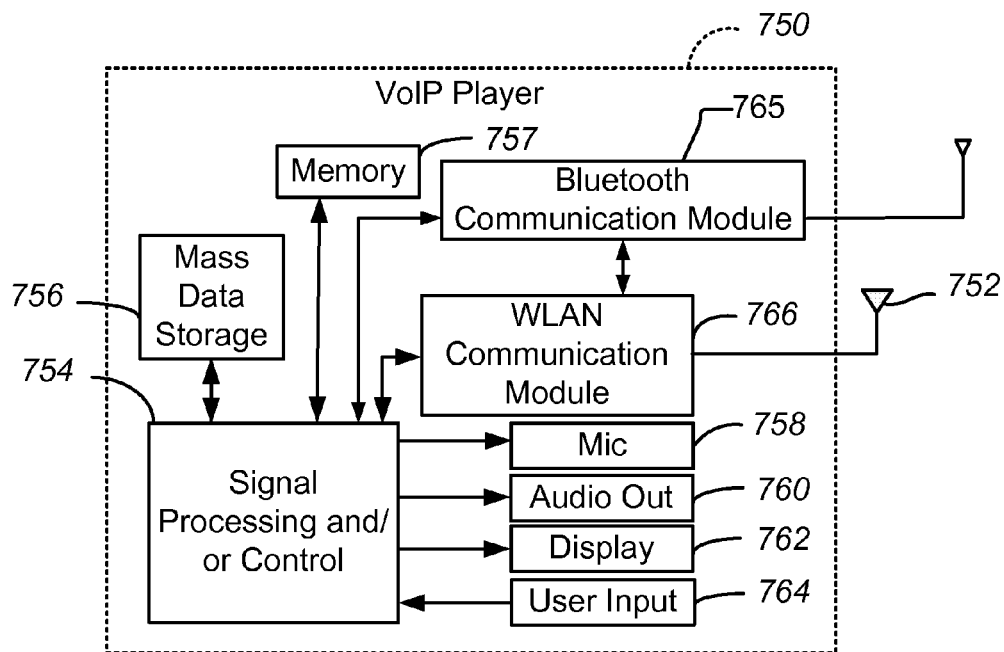 750
VoIP Player
757
765
Memory
Bluetooth
Communication Module
Mass
Data
Storage
756
752
WLAN
Communication
Module
766
754
Signal
Processing and/
or Control
Mic
758
Audio Out
760
Display
762
User Input
764